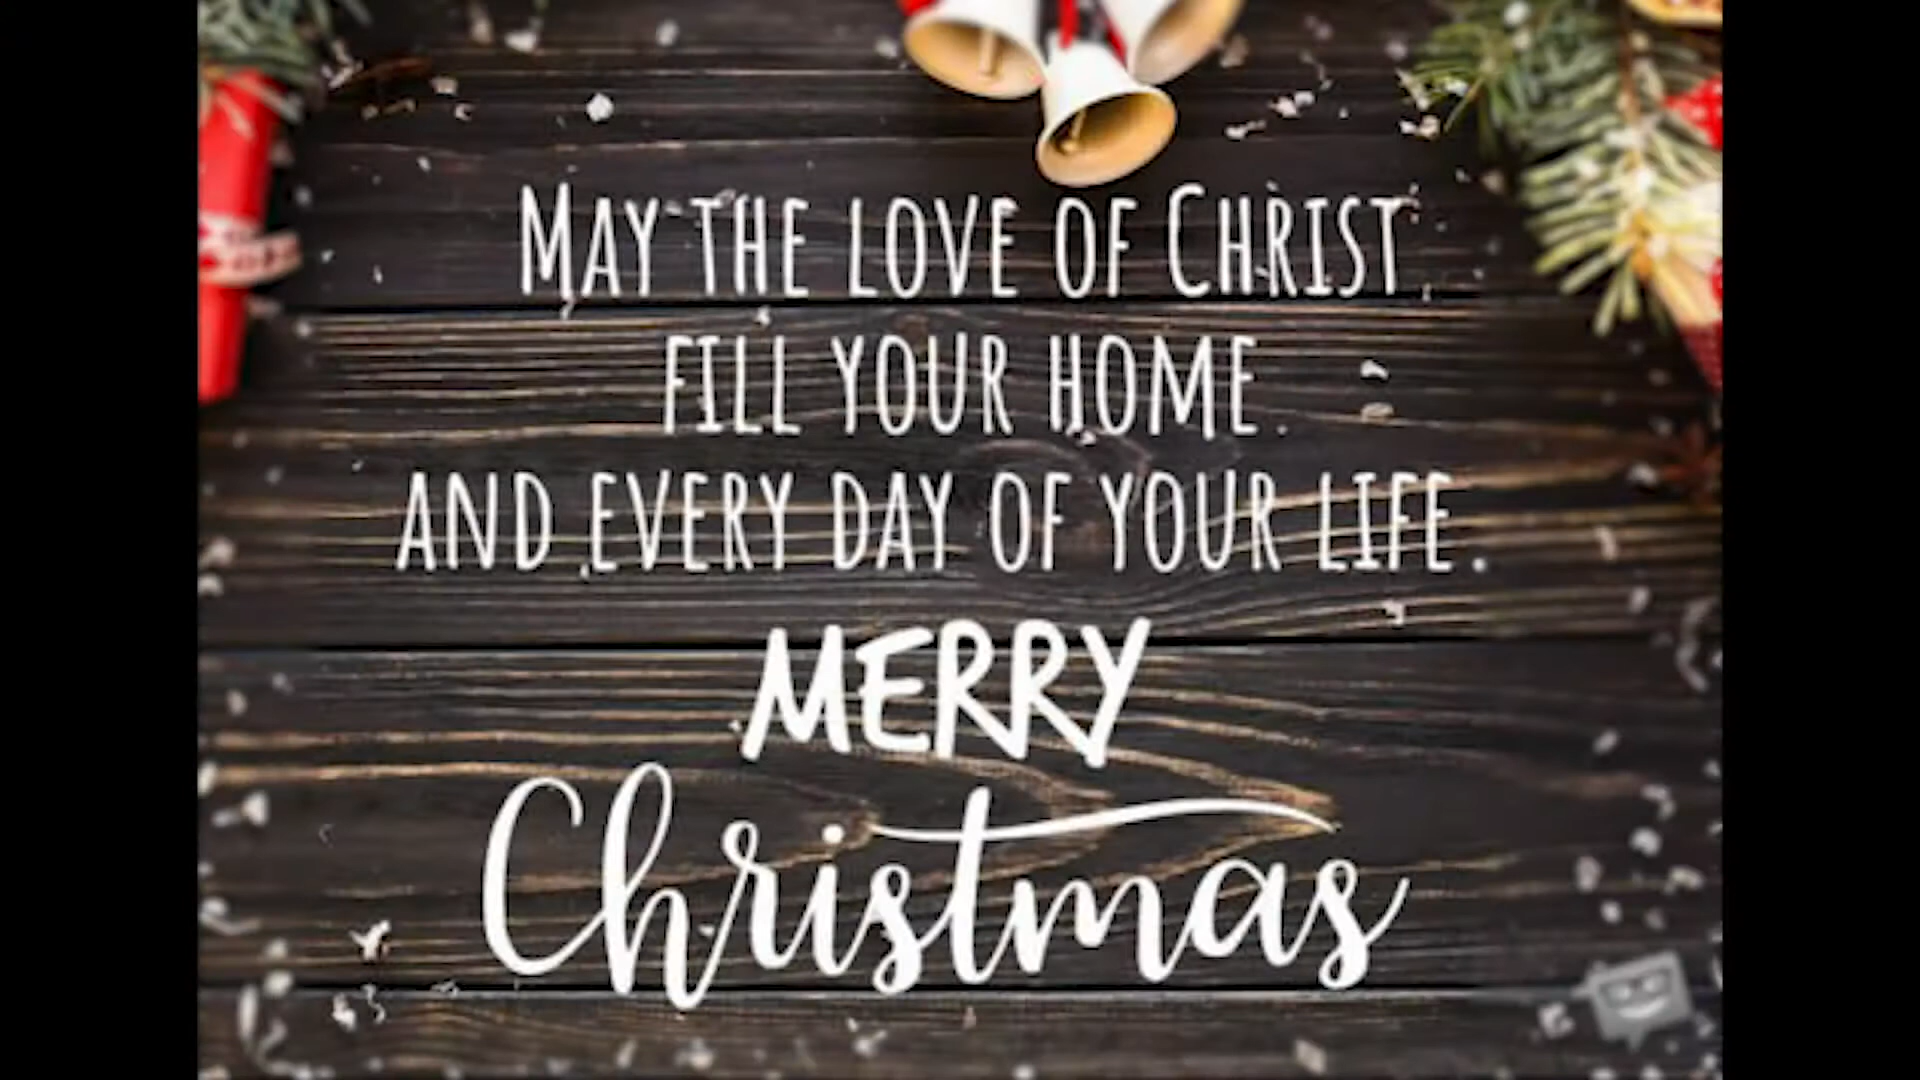 May the love of Christ
fill your home
and every day of your life.
MERRY
Christmas